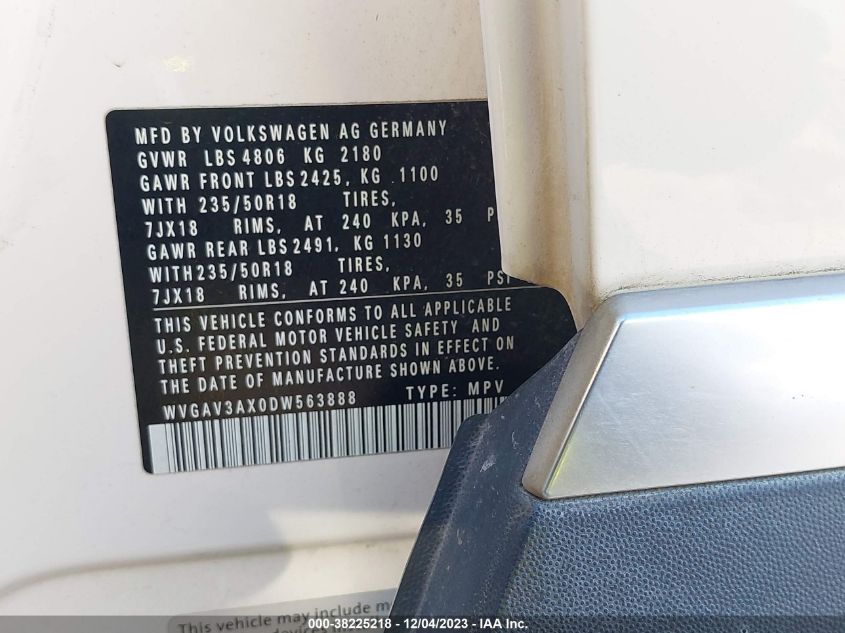 MFD BY VOLKSWAGEN AG GERMANY
GVWR LBS 4806 KG 2180
GAWR FRONT LBS 2425, KG 1100
WITH 235/50R18 TIRES,
7JX18 RIMS, AT 240 KPA, 35 P
GAWR REAR LBS 2491, KG 1130
WITH 235/50R18 TIRES,
7JX18 RIMS, AT 240 KPA, 35 PSI
THIS VEHICLE CONFORMS TO ALL APPLICABLE
U.S. FEDERAL MOTOR VEHICLE SAFETY AND
THEFT PREVENTION STANDARDS IN EFFECT ON
THE DATE OF MANUFACTURE SHOWN ABOVE.
WVGAV3AX0DW563888 TYPE: MPV
This vehicle may include m
devices
000-38225218 - 12/04/2023 - IAA Inc.